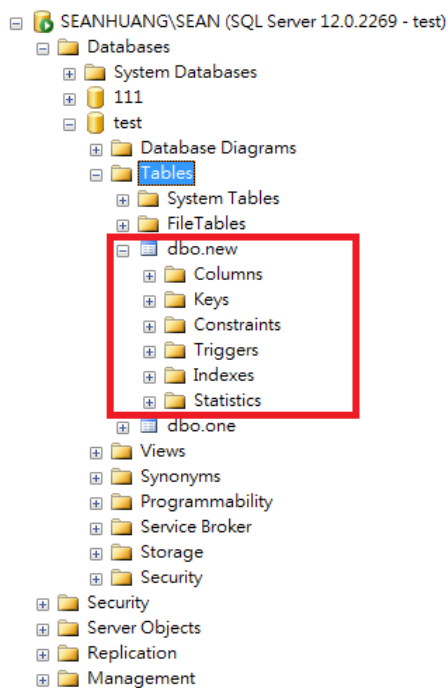 SEANHUANG\SEAN (SQL Server 12.0.2269 - test)
Databases
System Databases
111
test
Database Diagrams
Tables
System Tables
FileTables
dbo.new
Columns
Keys
Constraints
Triggers
Indexes
Statistics
dbo.one
Views
Synonyms
Programmability
Service Broker
Storage
Security
Security
Server Objects
Replication
Management